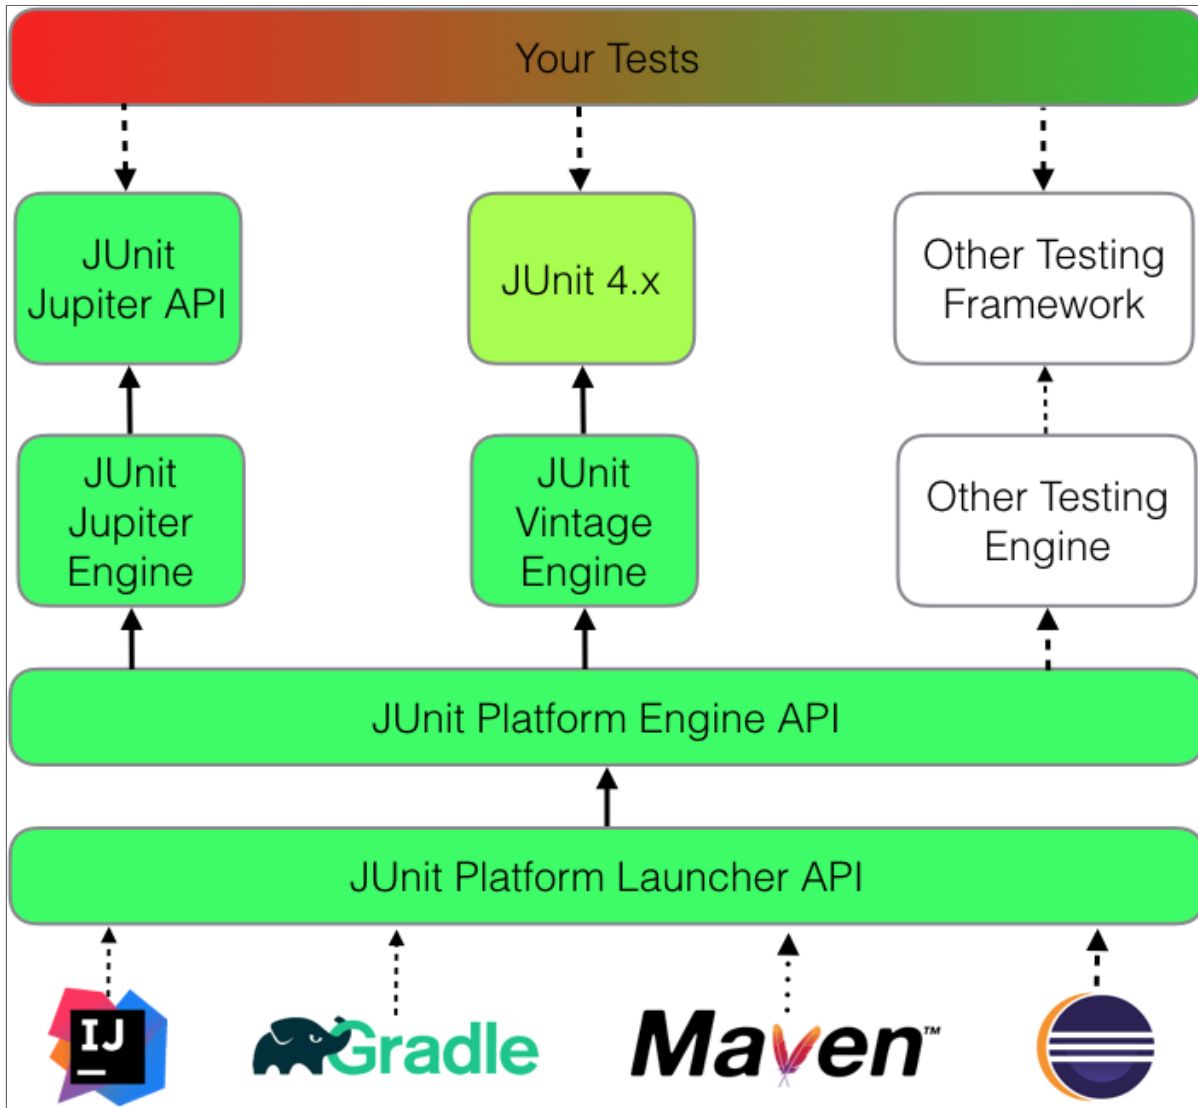 Your Tests
JUnit
Jupiter API
JUnit 4.x
Other Testing
Framework
JUnit
Jupiter
Engine
JUnit
Vintage
Engine
Other Testing
Engine
JUnit Platform Engine API
JUnit Platform Launcher API
IJ
Gradle
Maven™